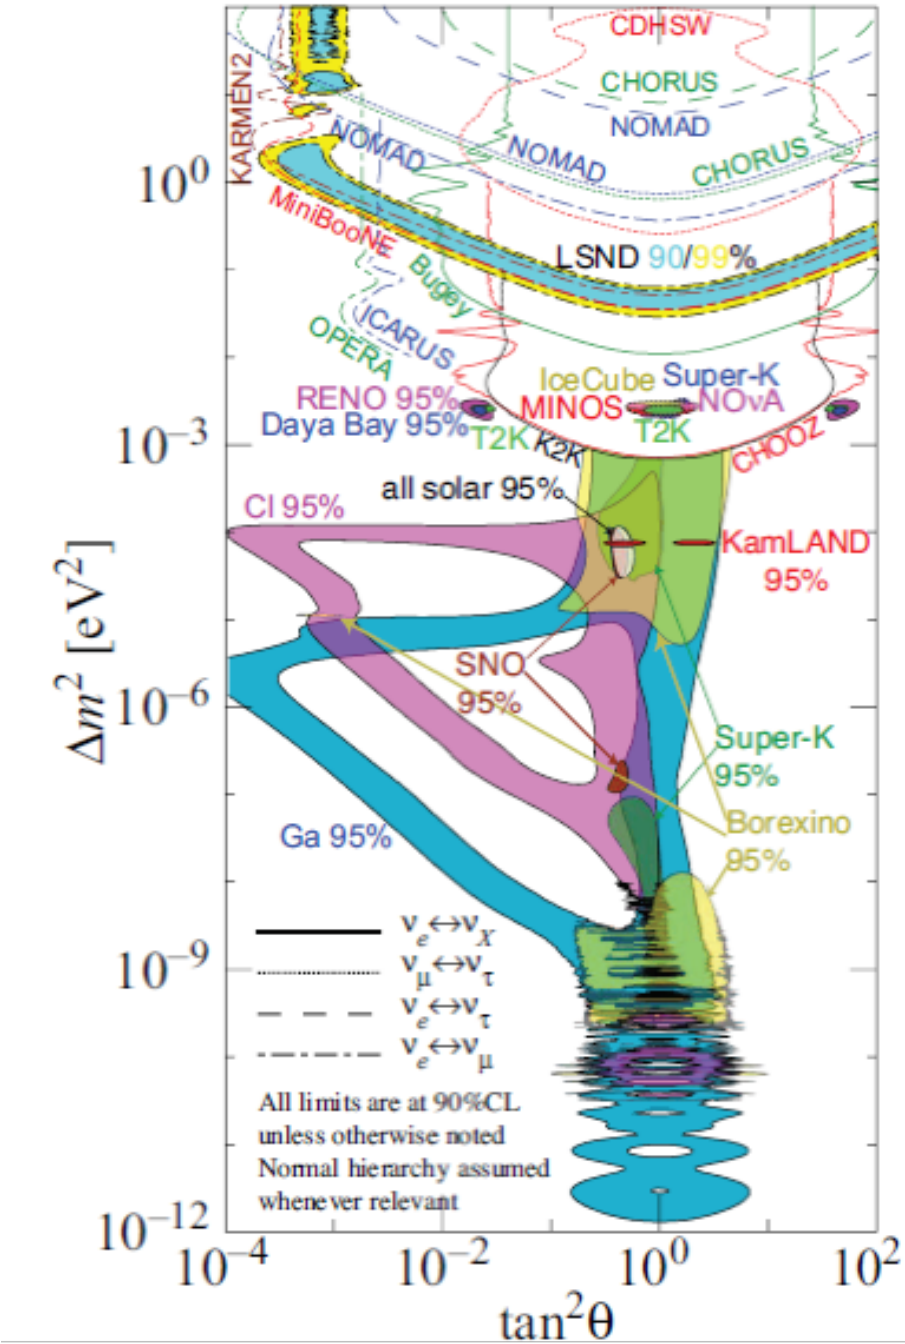 CDHSW
CHORUS
NOMAD
KARMEN2
NOMAD
NOMAD
CHORUS
10⁰
MiniBooNE
LSND 90/99%
Bugey
ICARUS
OPERA
IceCube
Super-K
RENO 95%
MINOS
NOνA
Daya Bay 95%
T2K
T2K
K2K
CHOOZ
10⁻³
all solar 95%
Cl 95%
KamLAND
95%
Δm² [eV²]
SNO
95%
10⁻⁶
Super-K
95%
Ga 95%
Borexino
95%
νe↔νX
νμ↔ντ
νe↔ντ
νe↔νμ
10⁻⁹
All limits are at 90%CL
unless otherwise noted
Normal hierarchy assumed
whenever relevant
10⁻¹²
10⁻⁴
10⁻²
10⁰
10²
tan²θ